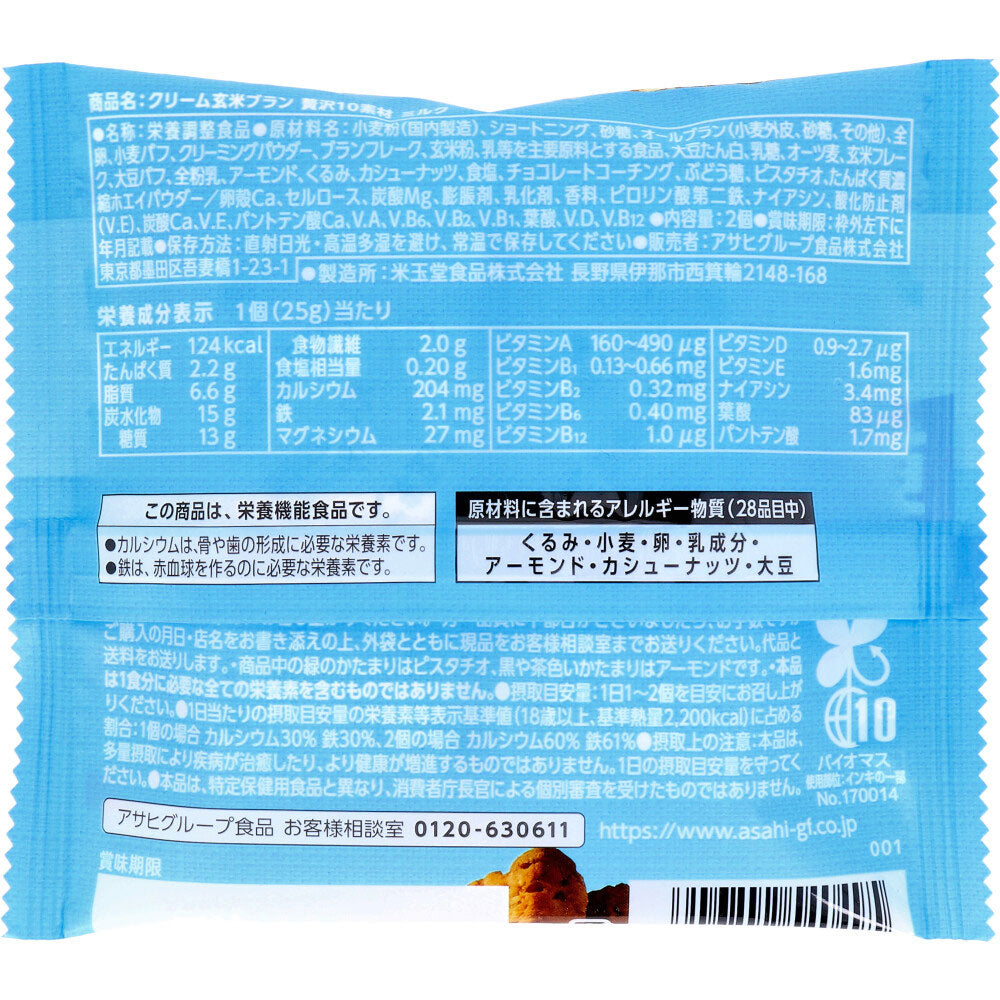 商品名:クリーム玄米ブラン 贅沢10素材 ミルク
●名称:栄養調整食品●原材料名:小麦粉(国内製造)、ショートニング、砂糖、オールブラン(小麦外皮、砂糖、その他)、全
卵、小麦パフ、クリーミングパウダー、ブランフレーク、玄米粉、乳等を主要原料とする食品、大豆たん白、乳糖、オーツ麦、玄米フレー
ク、大豆パフ、全粉乳、アーモンド、くるみ、カシューナッツ、食塩、チョコレートコーチング、ぶどう糖、ピスタチオ、たんぱく質濃
縮ホエイパウダー/卵殻Ca、セルロース、炭酸Mg、膨脹剤、乳化剤、香料、ピロリン酸第二鉄、ナイアシン、酸化防止剤
(V.E)、炭酸Ca、V.E、パントテン酸Ca、V.A、V.B6、V.B2、V.B1、葉酸、V.D、V.B12●内容量:2個●賞味期限:枠外左下に
年月記載●保存方法:直射日光・高温多湿を避け、常温で保存してください●販売者:アサヒグループ食品株式会社
東京都墨田区吾妻橋1-23-1
●製造所:米玉堂食品株式会社 長野県伊那市西箕輪2148-168
栄養成分表示 1個(25g)当たり
エネルギー 124kcal
たんぱく質 2.2g
脂質 6.6g
炭水化物 15g
糖質 13g
食物繊維 2.0g
食塩相当量 0.20g
カルシウム 204mg
鉄 2.1mg
マグネシウム 27mg
ビタミンA 160~490μg
ビタミンB1 0.13~0.66mg
ビタミンB2 0.32mg
ビタミンB6 0.40mg
ビタミンB12 1.0μg
ビタミンD 0.9~2.7μg
ビタミンE 1.6mg
ナイアシン 3.4mg
葉酸 83μg
パントテン酸 1.7mg
この商品は、栄養機能食品です。
●カルシウムは、骨や歯の形成に必要な栄養素です。
●鉄は、赤血球を作るのに必要な栄養素です。
原材料に含まれるアレルギー物質(28品目中)
くるみ・小麦・卵・乳成分・
アーモンド・カシューナッツ・大豆
ご購入の月日・店名をお書き添えの上、外袋とともに現品をお客様相談室までお送りください。代品と
送料をお送りします。・商品中の緑のかたまりはピスタチオ、黒や茶色いかたまりはアーモンドです。・本品
は1食分に必要な全ての栄養素を含むものではありません。●摂取目安量:1日1~2個を目安にお召し上が
りください。●1日当たりの摂取目安量の栄養素等表示基準値(18歳以上、基準熱量2,200kcal)に占める
割合:1個の場合 カルシウム30% 鉄30%、2個の場合 カルシウム60% 鉄61%●摂取上の注意:本品は、
多量摂取により疾病が治癒したり、より健康が増進するものではありません。1日の摂取目安量を守ってく
ださい。●本品は、特定保健用食品と異なり、消費者庁長官による個別審査を受けたものではありません。
10
バイオマス
使用部位:インキの一部
No.170014
アサヒグループ食品 お客様相談室 0120-630611
https://www.asahi-gf.co.jp
001
賞味期限